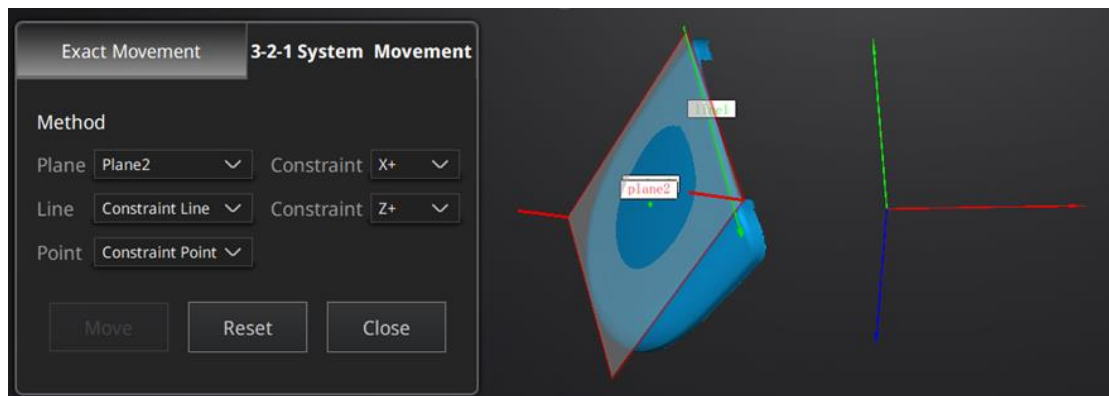 Exact Movement
3-2-1 System Movement
Method
Plane Plane2 Constraint X+
Line Constraint Line Constraint Z+
Point Constraint Point
Move Reset Close
line1
plane2